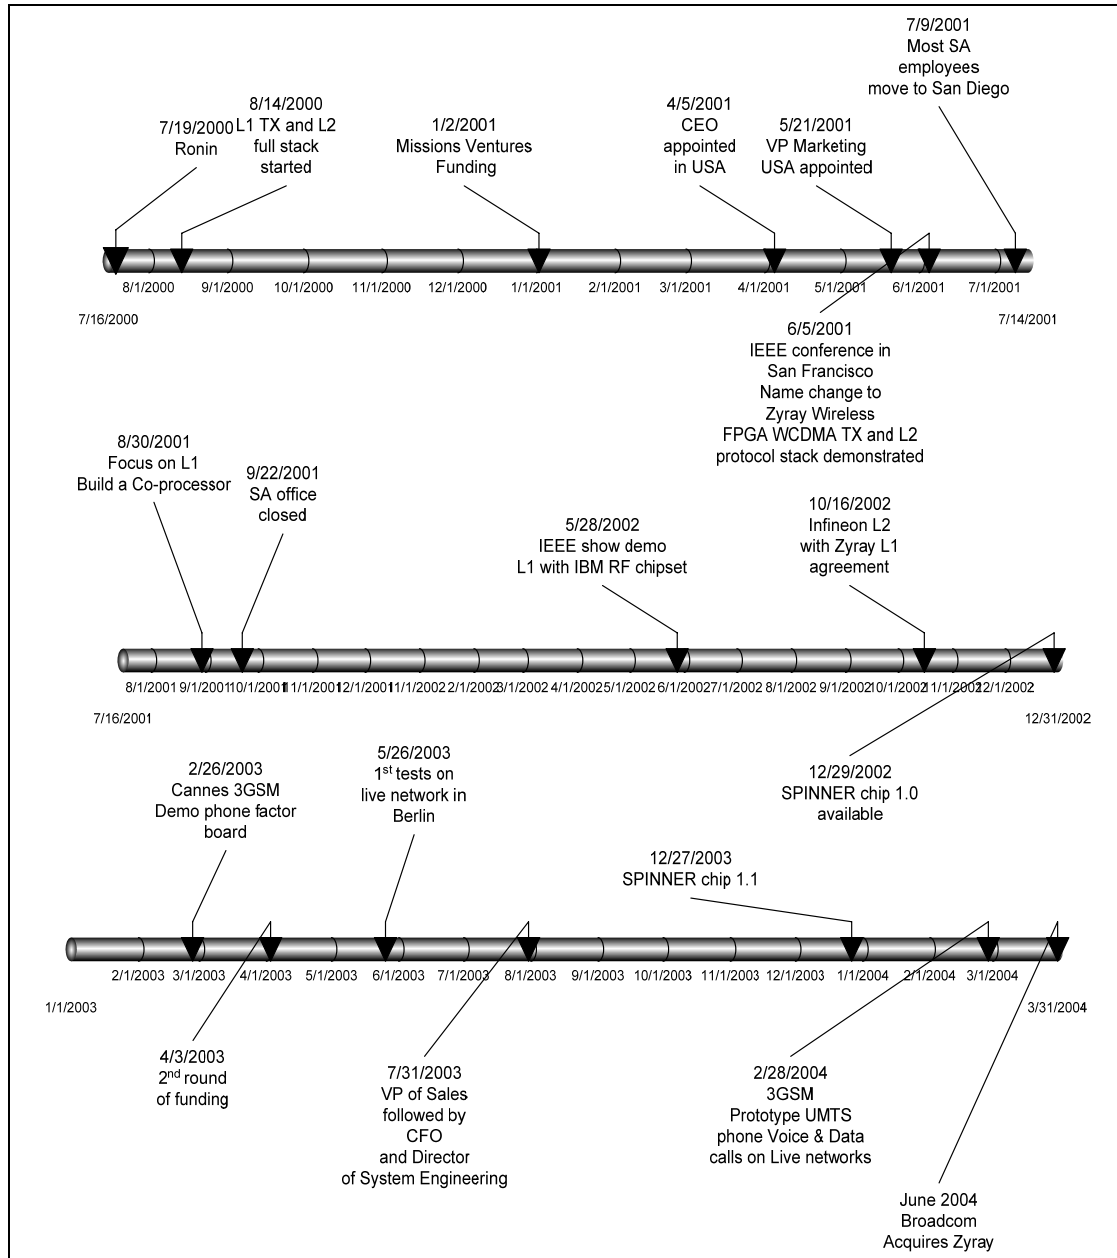 7/9/2001
Most SA
employees
move to San Diego
8/14/2000
L1 TX and L2
full stack
started
4/5/2001
CEO
appointed
in USA
7/19/2000
Ronin
1/2/2001
Missions Ventures
Funding
5/21/2001
VP Marketing
USA appointed
8/1/2000 9/1/2000 10/1/2000 11/1/2000 12/1/2000 1/1/2001 2/1/2001 3/1/2001 4/1/2001 5/1/2001 6/1/2001 7/1/2001
7/16/2000 7/14/2001
6/5/2001
IEEE conference in
San Francisco
Name change to
Zyray Wireless
FPGA WCDMA TX and L2
protocol stack demonstrated
8/30/2001
Focus on L1
Build a Co-processor
9/22/2001
SA office
closed
5/28/2002
IEEE show demo
L1 with IBM RF chipset
10/16/2002
Infineon L2
with Zyray L1
agreement
8/1/2001 9/1/2001 10/1/2001 11/1/2001 12/1/2001 1/1/2002 2/1/2002 3/1/2002 4/1/2002 5/1/2002 6/1/2002 7/1/2002 8/1/2002 9/1/2002 10/1/2002 11/1/2002 12/1/2002
7/16/2001 12/31/2002
12/29/2002
SPINNER chip 1.0
available
2/26/2003
Cannes 3GSM
Demo phone factor
board
5/26/2003
1st tests on
live network in
Berlin
12/27/2003
SPINNER chip 1.1
2/1/2003 3/1/2003 4/1/2003 5/1/2003 6/1/2003 7/1/2003 8/1/2003 9/1/2003 10/1/2003 11/1/2003 12/1/2003 1/1/2004 2/1/2004 3/1/2004
1/1/2003 3/31/2004
4/3/2003
2nd round
of funding
7/31/2003
VP of Sales
followed by
CFO
and Director
of System Engineering
2/28/2004
3GSM
Prototype UMTS
phone Voice & Data
calls on Live networks
June 2004
Broadcom
Acquires Zyray